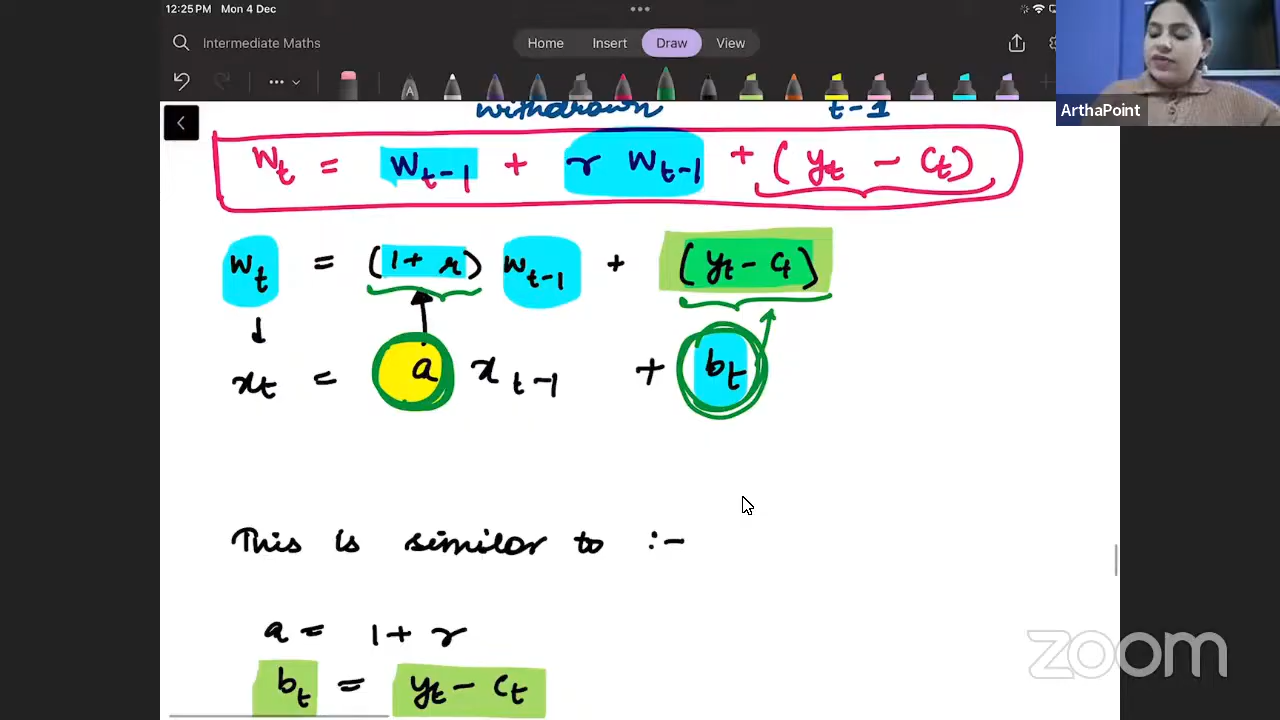 12:25 PM Mon 4 Dec
Intermediate Maths Home Insert Draw View
A
ArthaPoint
withdrawn t-1
Wt = Wt-1 + r Wt-1 + (yt - Ct)
Wt = (1+r) Wt-1 + (yt - Ct)
xt = a xt-1 + bt
This is similar to :-
a = 1 + r
bt = yt - Ct
zoom